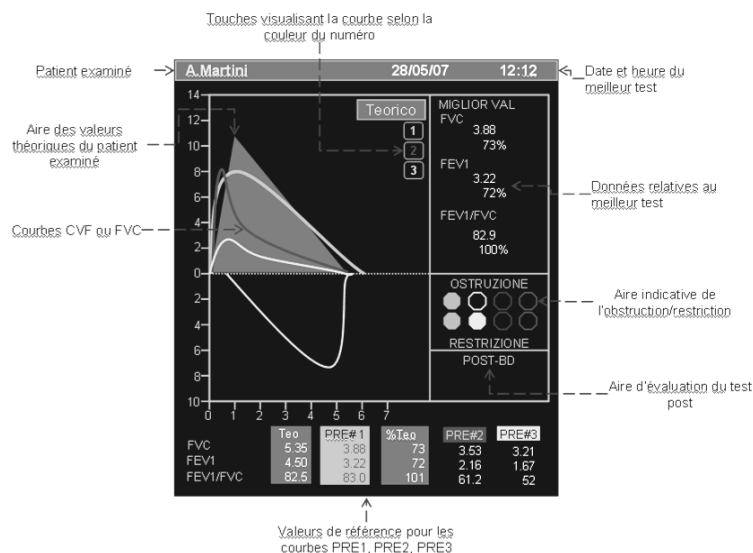 Touches visualisant la courbe selon la
couleur du numéro
Patient examiné
A.Martini 28/05/07 12:12
Date et heure du
meilleur test
Aire des valeurs
théoriques du patient
examiné
Courbes CVF ou FVC
14
12
10
8
6
4
2
0
2
4
6
8
10
0 1 2 3 4 5 6 7
Teorico
1
2
3
MIGLIOR VAL
FVC
3.88
73%
FEV1
3.22
72%
FEV1/FVC
82.9
100%
Données relatives au
meilleur test
OSTRUZIONE
RESTRIZIONE
Aire indicative de
l'obstruction/restriction
POST-BD
Aire d'évaluation du test
post
Teo PRE#1 %Teo PRE#2 PRE#3
FVC 5.35 3.88 73 3.53 3.21
FEV1 4.50 3.22 72 2.16 1.67
FEV1/FVC 82.5 83.0 101 61.2 52
Valeurs de référence pour les
courbes PRE1, PRE2, PRE3